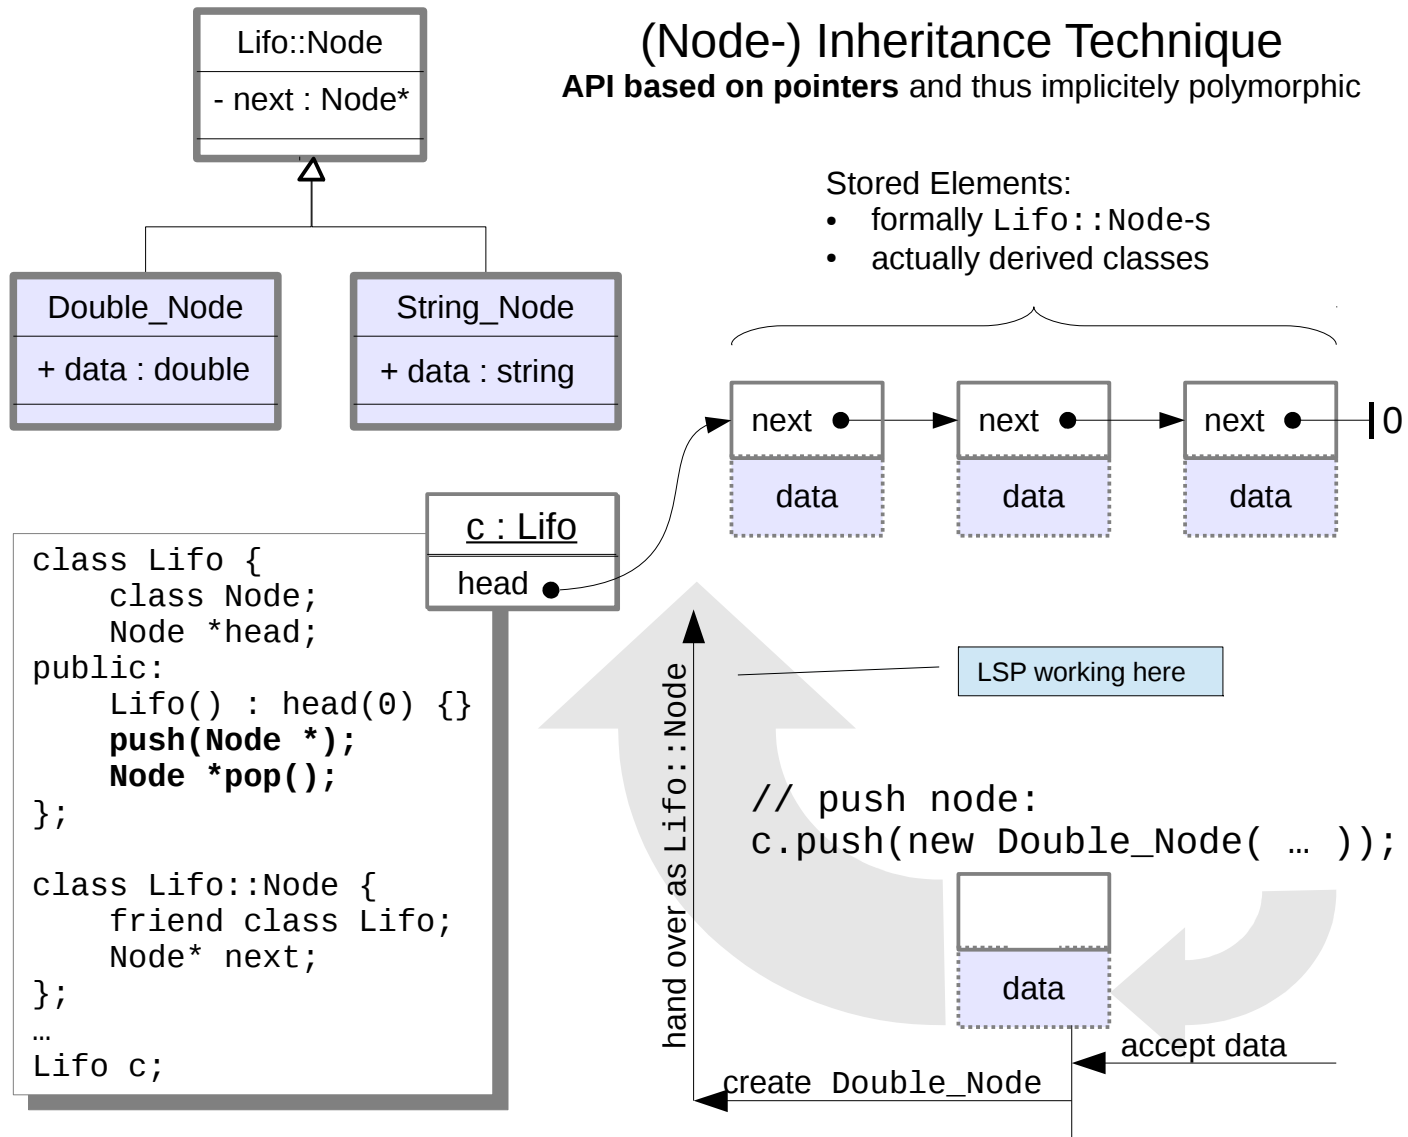 (Node-) Inheritance Technique
API based on pointers and thus implicitely polymorphic
Lifo::Node
- next : Node*
Double_Node
+ data : double
String_Node
+ data : string
Stored Elements:
• formally Lifo::Node-s
• actually derived classes
next
next
next
0
data
data
data
c : Lifo
head
class Lifo {
class Node;
Node *head;
public:
Lifo() : head(0) {}
push(Node *);
Node *pop();
};
class Lifo::Node {
friend class Lifo;
Node* next;
};
…
Lifo c;
hand over as Lifo::Node
LSP working here
// push node:
c.push(new Double_Node( … ));
data
accept data
create Double_Node